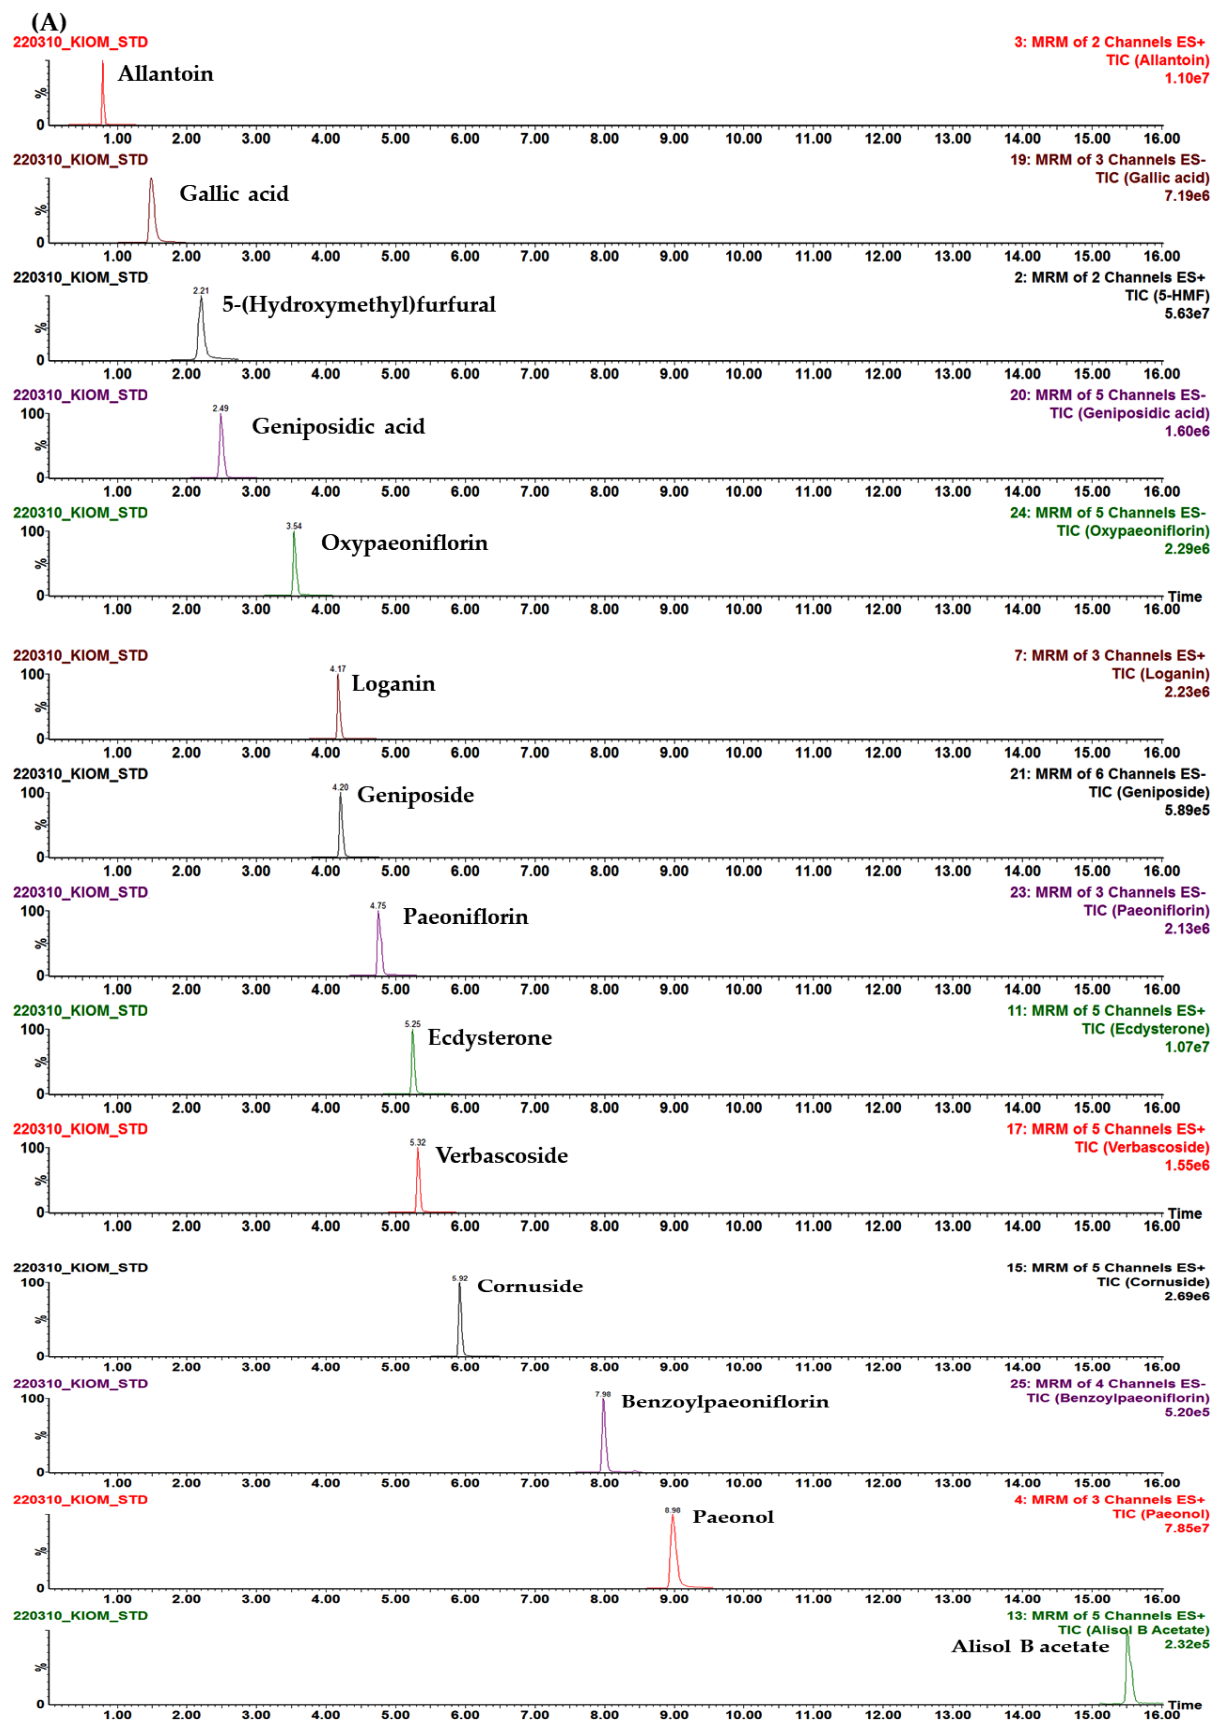 (A)
220310_KIOM_STD
3: MRM of 2 Channels ES+
TIC (Allantoin)
1.10e7
Allantoin
%
0
1.00 2.00 3.00 4.00 5.00 6.00 7.00 8.00 9.00 10.00 11.00 12.00 13.00 14.00 15.00 16.00
220310_KIOM_STD
19: MRM of 3 Channels ES-
TIC (Gallic acid)
7.19e6
Gallic acid
%
0
1.00 2.00 3.00 4.00 5.00 6.00 7.00 8.00 9.00 10.00 11.00 12.00 13.00 14.00 15.00 16.00
220310_KIOM_STD
2: MRM of 2 Channels ES+
TIC (5-HMF)
5.63e7
2.21
5-(Hydroxymethyl)furfural
%
0
1.00 2.00 3.00 4.00 5.00 6.00 7.00 8.00 9.00 10.00 11.00 12.00 13.00 14.00 15.00 16.00
220310_KIOM_STD
20: MRM of 5 Channels ES-
TIC (Geniposidic acid)
1.60e6
100
2.49
Geniposidic acid
%
0
1.00 2.00 3.00 4.00 5.00 6.00 7.00 8.00 9.00 10.00 11.00 12.00 13.00 14.00 15.00 16.00
220310_KIOM_STD
24: MRM of 5 Channels ES-
TIC (Oxypaeoniflorin)
2.29e6
100
3.54
Oxypaeoniflorin
%
0
Time
1.00 2.00 3.00 4.00 5.00 6.00 7.00 8.00 9.00 10.00 11.00 12.00 13.00 14.00 15.00 16.00
220310_KIOM_STD
7: MRM of 3 Channels ES+
TIC (Loganin)
2.23e6
100
4.17
Loganin
%
0
1.00 2.00 3.00 4.00 5.00 6.00 7.00 8.00 9.00 10.00 11.00 12.00 13.00 14.00 15.00 16.00
220310_KIOM_STD
21: MRM of 6 Channels ES-
TIC (Geniposide)
5.89e5
100
4.20
Geniposide
%
0
1.00 2.00 3.00 4.00 5.00 6.00 7.00 8.00 9.00 10.00 11.00 12.00 13.00 14.00 15.00 16.00
220310_KIOM_STD
23: MRM of 3 Channels ES-
TIC (Paeoniflorin)
2.13e6
100
4.75
Paeoniflorin
%
0
1.00 2.00 3.00 4.00 5.00 6.00 7.00 8.00 9.00 10.00 11.00 12.00 13.00 14.00 15.00 16.00
220310_KIOM_STD
11: MRM of 5 Channels ES+
TIC (Ecdysterone)
1.07e7
100
5.25
Ecdysterone
%
0
1.00 2.00 3.00 4.00 5.00 6.00 7.00 8.00 9.00 10.00 11.00 12.00 13.00 14.00 15.00 16.00
220310_KIOM_STD
17: MRM of 5 Channels ES+
TIC (Verbascoside)
1.55e6
100
5.32
Verbascoside
%
0
Time
1.00 2.00 3.00 4.00 5.00 6.00 7.00 8.00 9.00 10.00 11.00 12.00 13.00 14.00 15.00 16.00
220310_KIOM_STD
15: MRM of 5 Channels ES+
TIC (Cornuside)
2.69e6
100
5.92
Cornuside
%
0
1.00 2.00 3.00 4.00 5.00 6.00 7.00 8.00 9.00 10.00 11.00 12.00 13.00 14.00 15.00 16.00
220310_KIOM_STD
25: MRM of 4 Channels ES-
TIC (Benzoylpaeoniflorin)
5.20e5
100
7.98
Benzoylpaeoniflorin
%
0
1.00 2.00 3.00 4.00 5.00 6.00 7.00 8.00 9.00 10.00 11.00 12.00 13.00 14.00 15.00 16.00
220310_KIOM_STD
4: MRM of 3 Channels ES+
TIC (Paeonol)
7.85e7
8.98
Paeonol
%
0
1.00 2.00 3.00 4.00 5.00 6.00 7.00 8.00 9.00 10.00 11.00 12.00 13.00 14.00 15.00 16.00
220310_KIOM_STD
13: MRM of 5 Channels ES+
TIC (Alisol B Acetate)
2.32e5
Alisol B acetate
%
0
Time
1.00 2.00 3.00 4.00 5.00 6.00 7.00 8.00 9.00 10.00 11.00 12.00 13.00 14.00 15.00 16.00